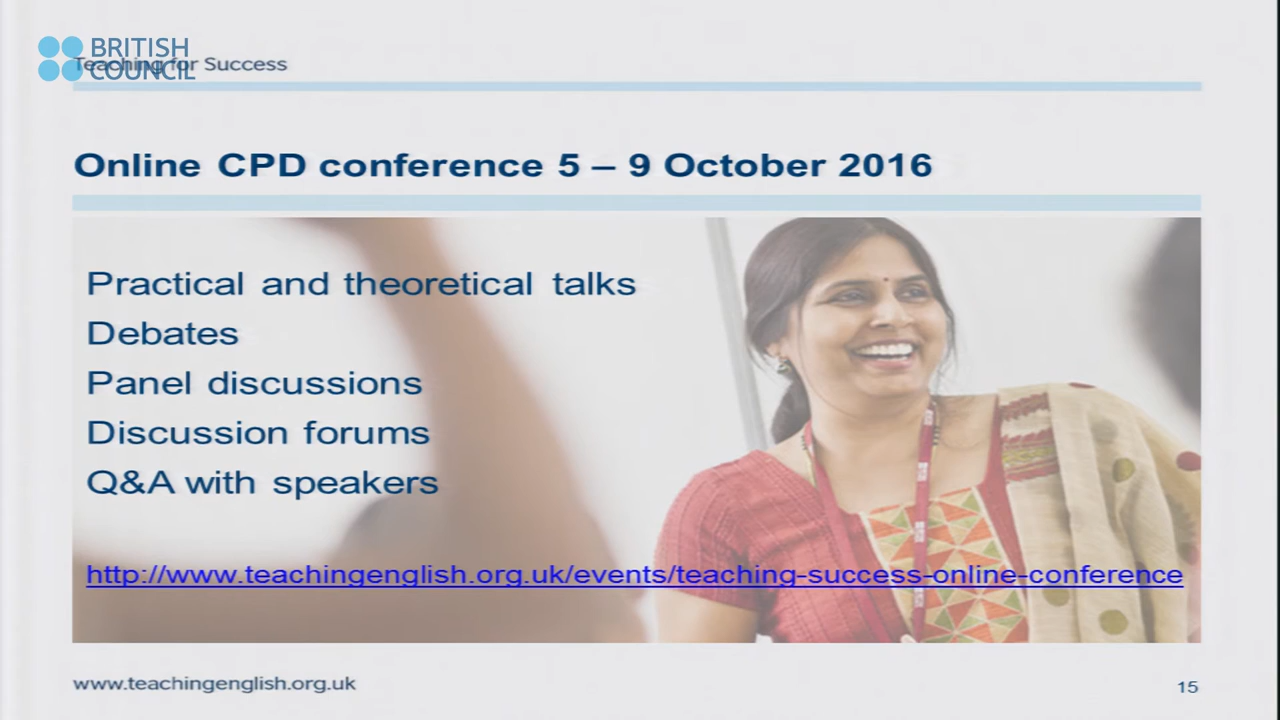 BRITISH
COUNCIL
Teaching for Success
Online CPD conference 5 – 9 October 2016
Practical and theoretical talks
Debates
Panel discussions
Discussion forums
Q&A with speakers
http://www.teachingenglish.org.uk/events/teaching-success-online-conference
www.teachingenglish.org.uk
15